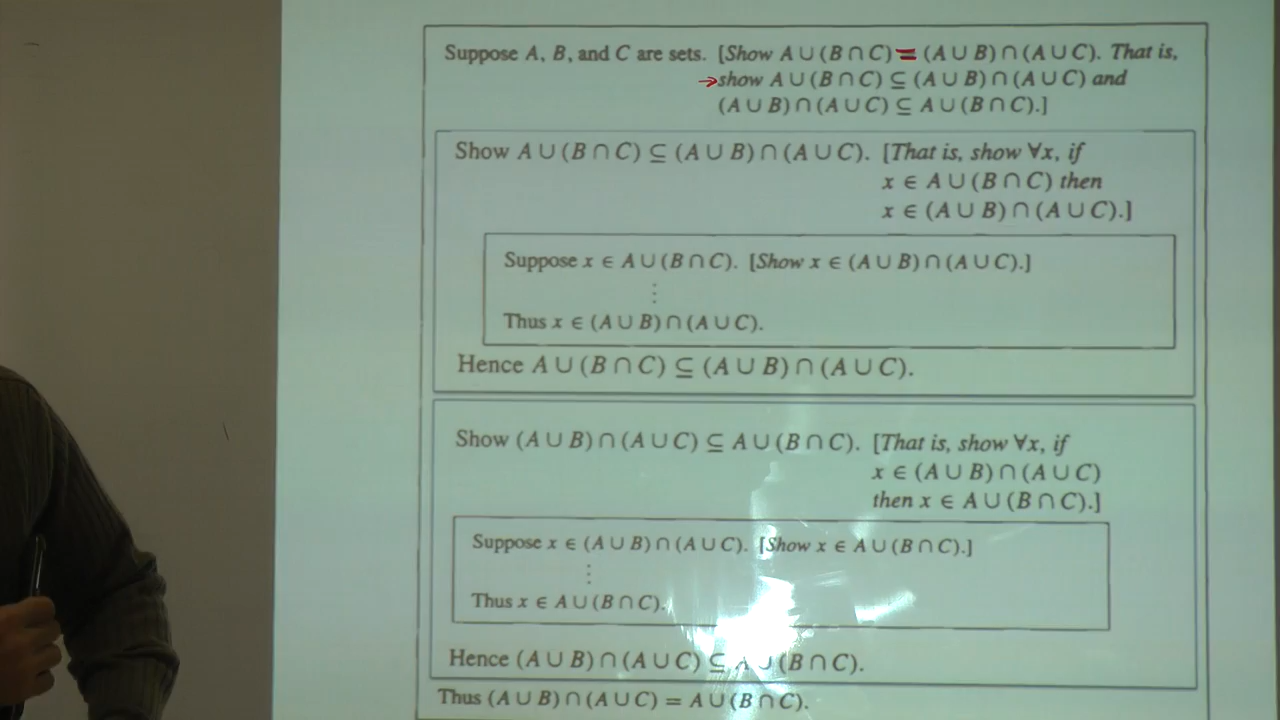 Suppose A, B, and C are sets. [Show A ∪ (B ∩ C) = (A ∪ B) ∩ (A ∪ C). That is,
→show A ∪ (B ∩ C) ⊆ (A ∪ B) ∩ (A ∪ C) and
(A ∪ B) ∩ (A ∪ C) ⊆ A ∪ (B ∩ C).]
Show A ∪ (B ∩ C) ⊆ (A ∪ B) ∩ (A ∪ C). [That is, show ∀x, if
x ∈ A ∪ (B ∩ C) then
x ∈ (A ∪ B) ∩ (A ∪ C).]
Suppose x ∈ A ∪ (B ∩ C). [Show x ∈ (A ∪ B) ∩ (A ∪ C).]
⋮
Thus x ∈ (A ∪ B) ∩ (A ∪ C).
Hence A ∪ (B ∩ C) ⊆ (A ∪ B) ∩ (A ∪ C).
Show (A ∪ B) ∩ (A ∪ C) ⊆ A ∪ (B ∩ C). [That is, show ∀x, if
x ∈ (A ∪ B) ∩ (A ∪ C)
then x ∈ A ∪ (B ∩ C).]
Suppose x ∈ (A ∪ B) ∩ (A ∪ C). [Show x ∈ A ∪ (B ∩ C).]
⋮
Thus x ∈ A ∪ (B ∩ C).
Hence (A ∪ B) ∩ (A ∪ C) ⊆ A ∪ (B ∩ C).
Thus (A ∪ B) ∩ (A ∪ C) = A ∪ (B ∩ C).